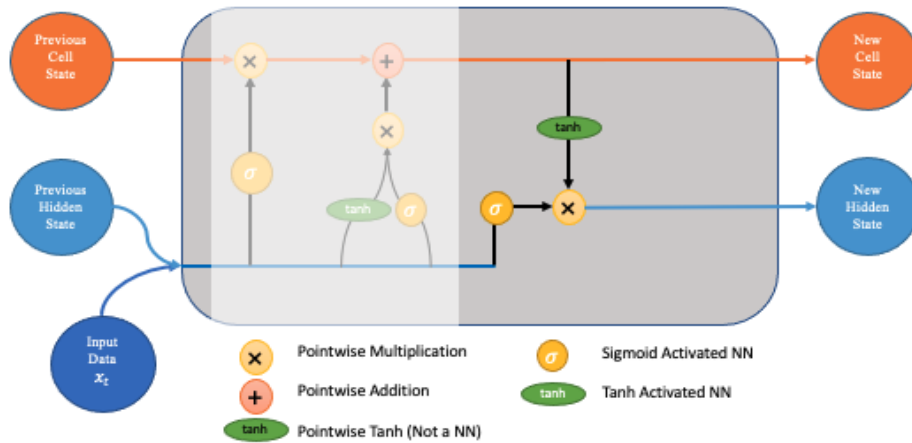 Previous
Cell
State
New
Cell
State
×
+
tanh
×
σ
Previous
Hidden
State
tanh
σ
σ
×
New
Hidden
State
Input
Data
x_t
× Pointwise Multiplication
σ Sigmoid Activated NN
+ Pointwise Addition
tanh Tanh Activated NN
tanh Pointwise Tanh (Not a NN)